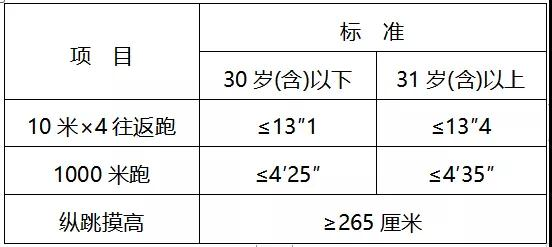 项 目 标 准
30 岁(含)以下 31 岁(含)以上
10 米×4 往返跑 ≤13″1 ≤13″4
1000 米跑 ≤4′25″ ≤4′35″
纵跳摸高 ≥265 厘米